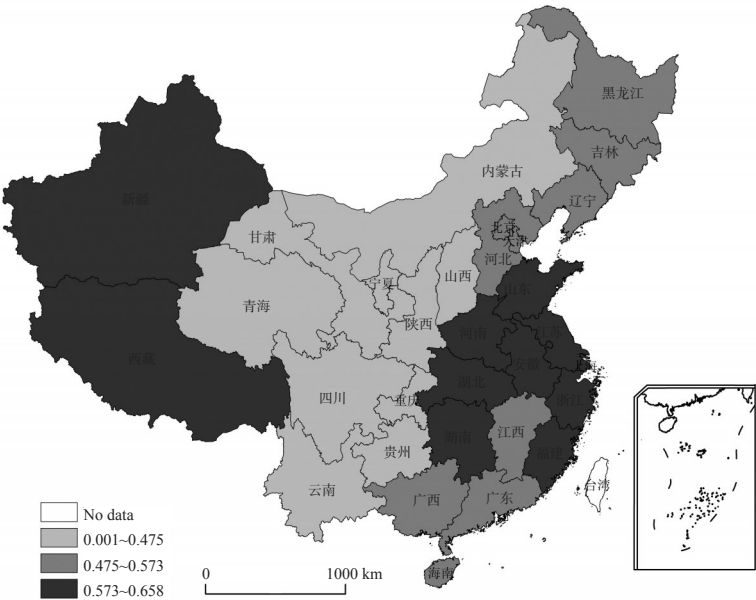 黑龙江
吉林
辽宁
内蒙古
新疆
甘肃
北京
天津
河北
山西
宁夏
山东
青海
陕西
河南
江苏
西藏
安徽
上海
四川
重庆
湖北
浙江
贵州
湖南
江西
福建
云南
广西
广东
台湾
海南
No data
0.001~0.475
0.475~0.573
0.573~0.658
0 1000 km